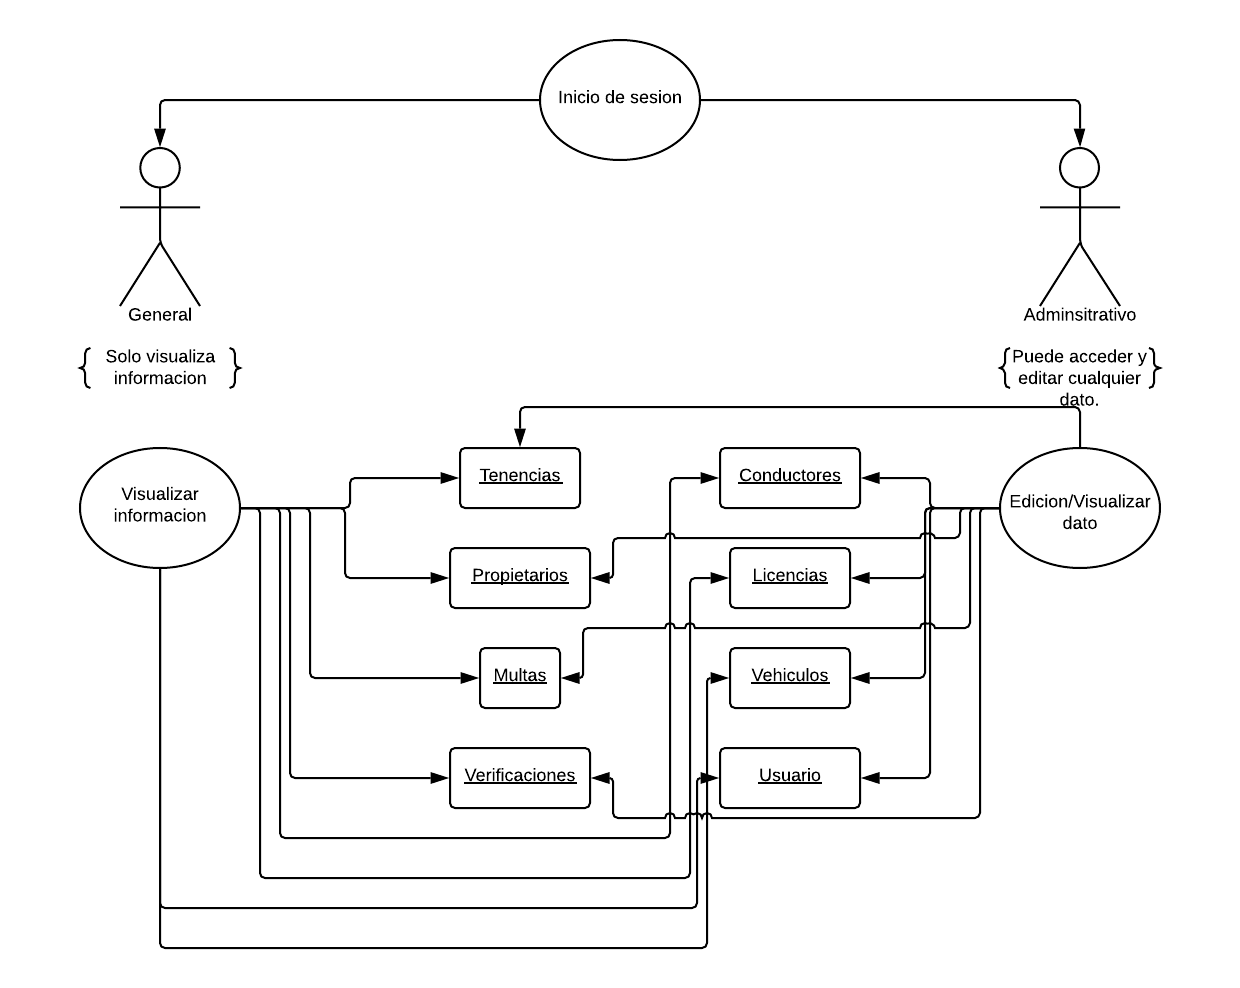 Inicio de sesion
General
Adminsitrativo
Solo visualiza
informacion
Puede acceder y
editar cualquier
dato.
Visualizar
informacion
Tenencias
Conductores
Edicion/Visualizar
dato
Propietarios
Licencias
Multas
Vehiculos
Verificaciones
Usuario